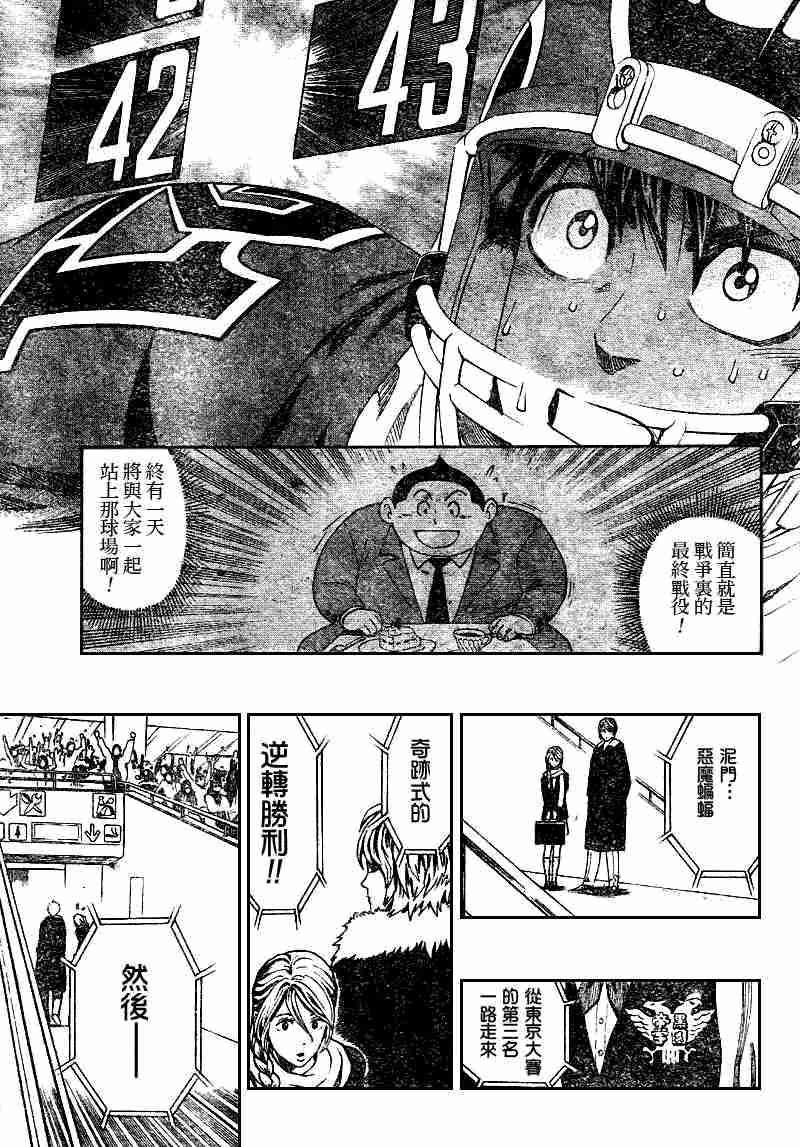 42
43
簡直就是
戰爭裏的
最終戰役！
終有一天
將與大家一起
站上那球場啊！
泥門…
惡魔蝙蝠
從東京大賽
的第三名
一路走來
奇跡式的
逆轉勝利！！
然後──